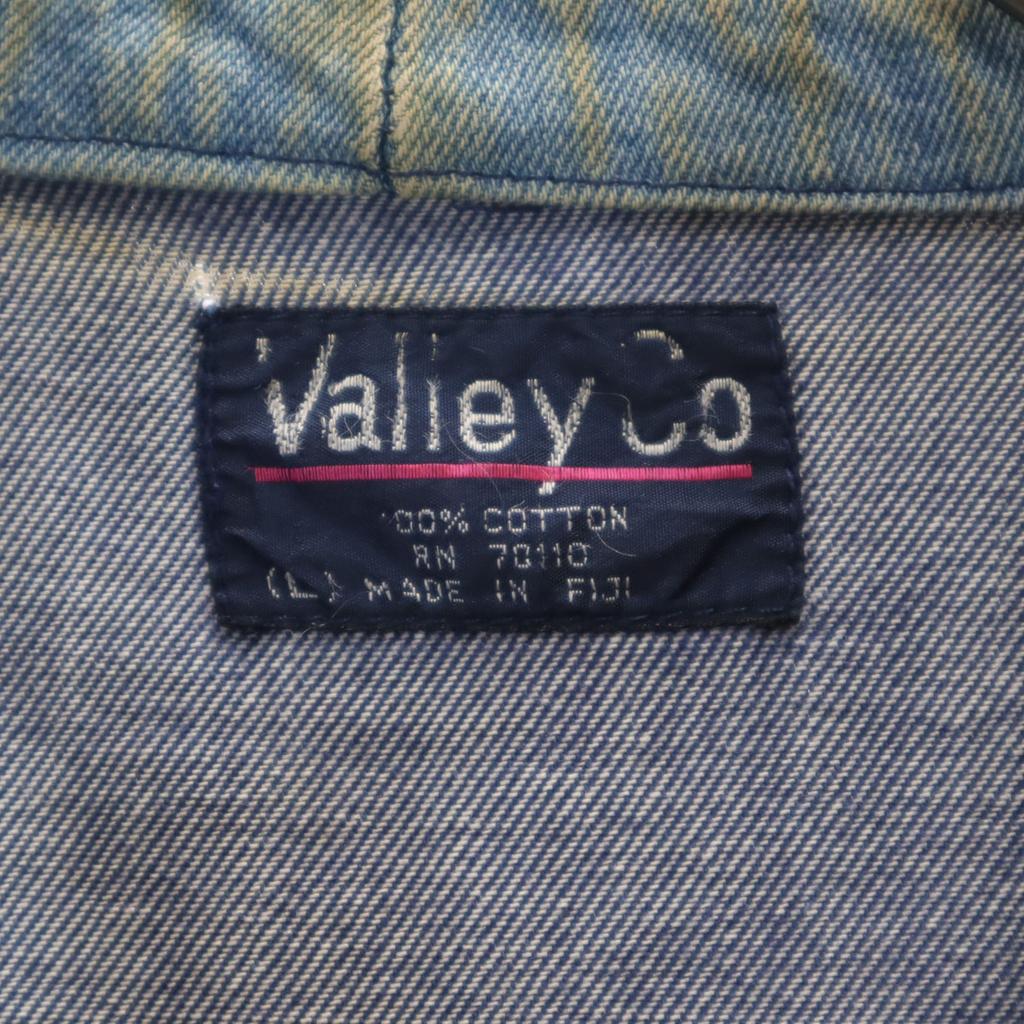 Valley Co
100% COTTON
RN 70110
(L) MADE IN FIJI